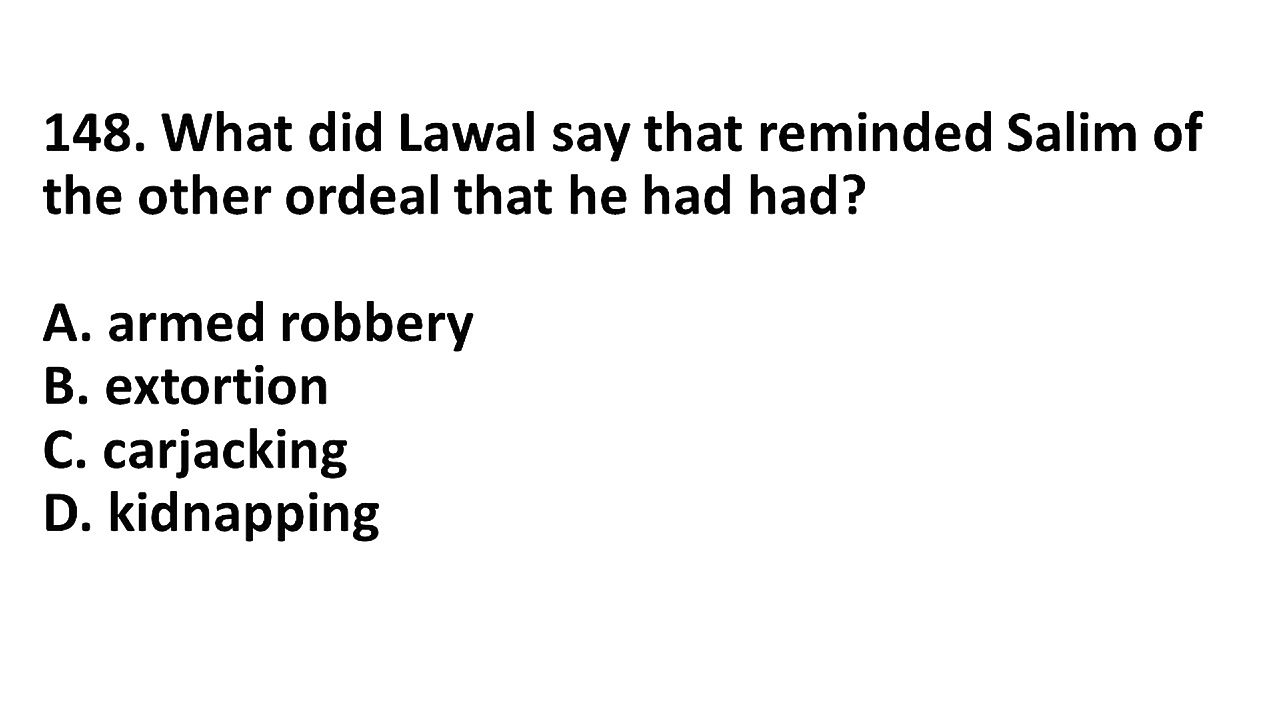 148. What did Lawal say that reminded Salim of
the other ordeal that he had had?
A. armed robbery
B. extortion
C. carjacking
D. kidnapping